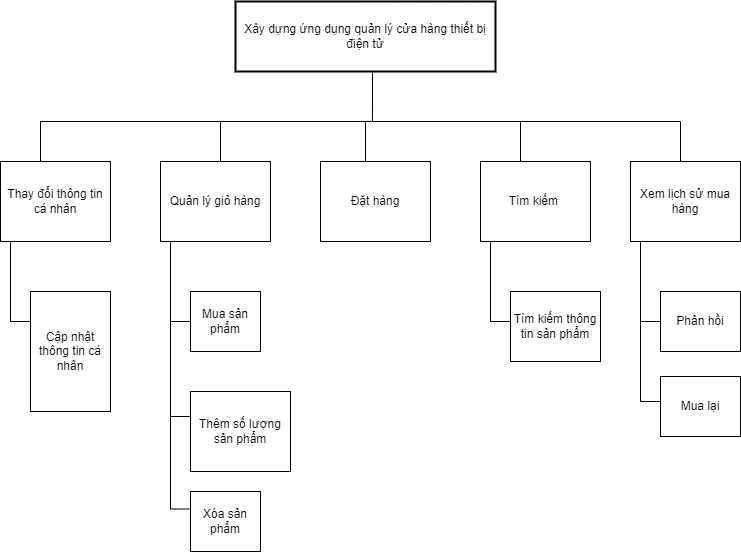 Xây dựng ứng dụng quản lý cửa hàng thiết bị
điện tử
Thay đổi thông tin
cá nhân
Quản lý giỏ hàng
Đặt hàng
Tìm kiếm
Xem lịch sử mua
hàng
Cập nhật
thông tin cá
nhân
Mua sản
phẩm
Thêm số lượng
sản phẩm
Xóa sản
phẩm
Tìm kiếm thông
tin sản phẩm
Phản hồi
Mua lại